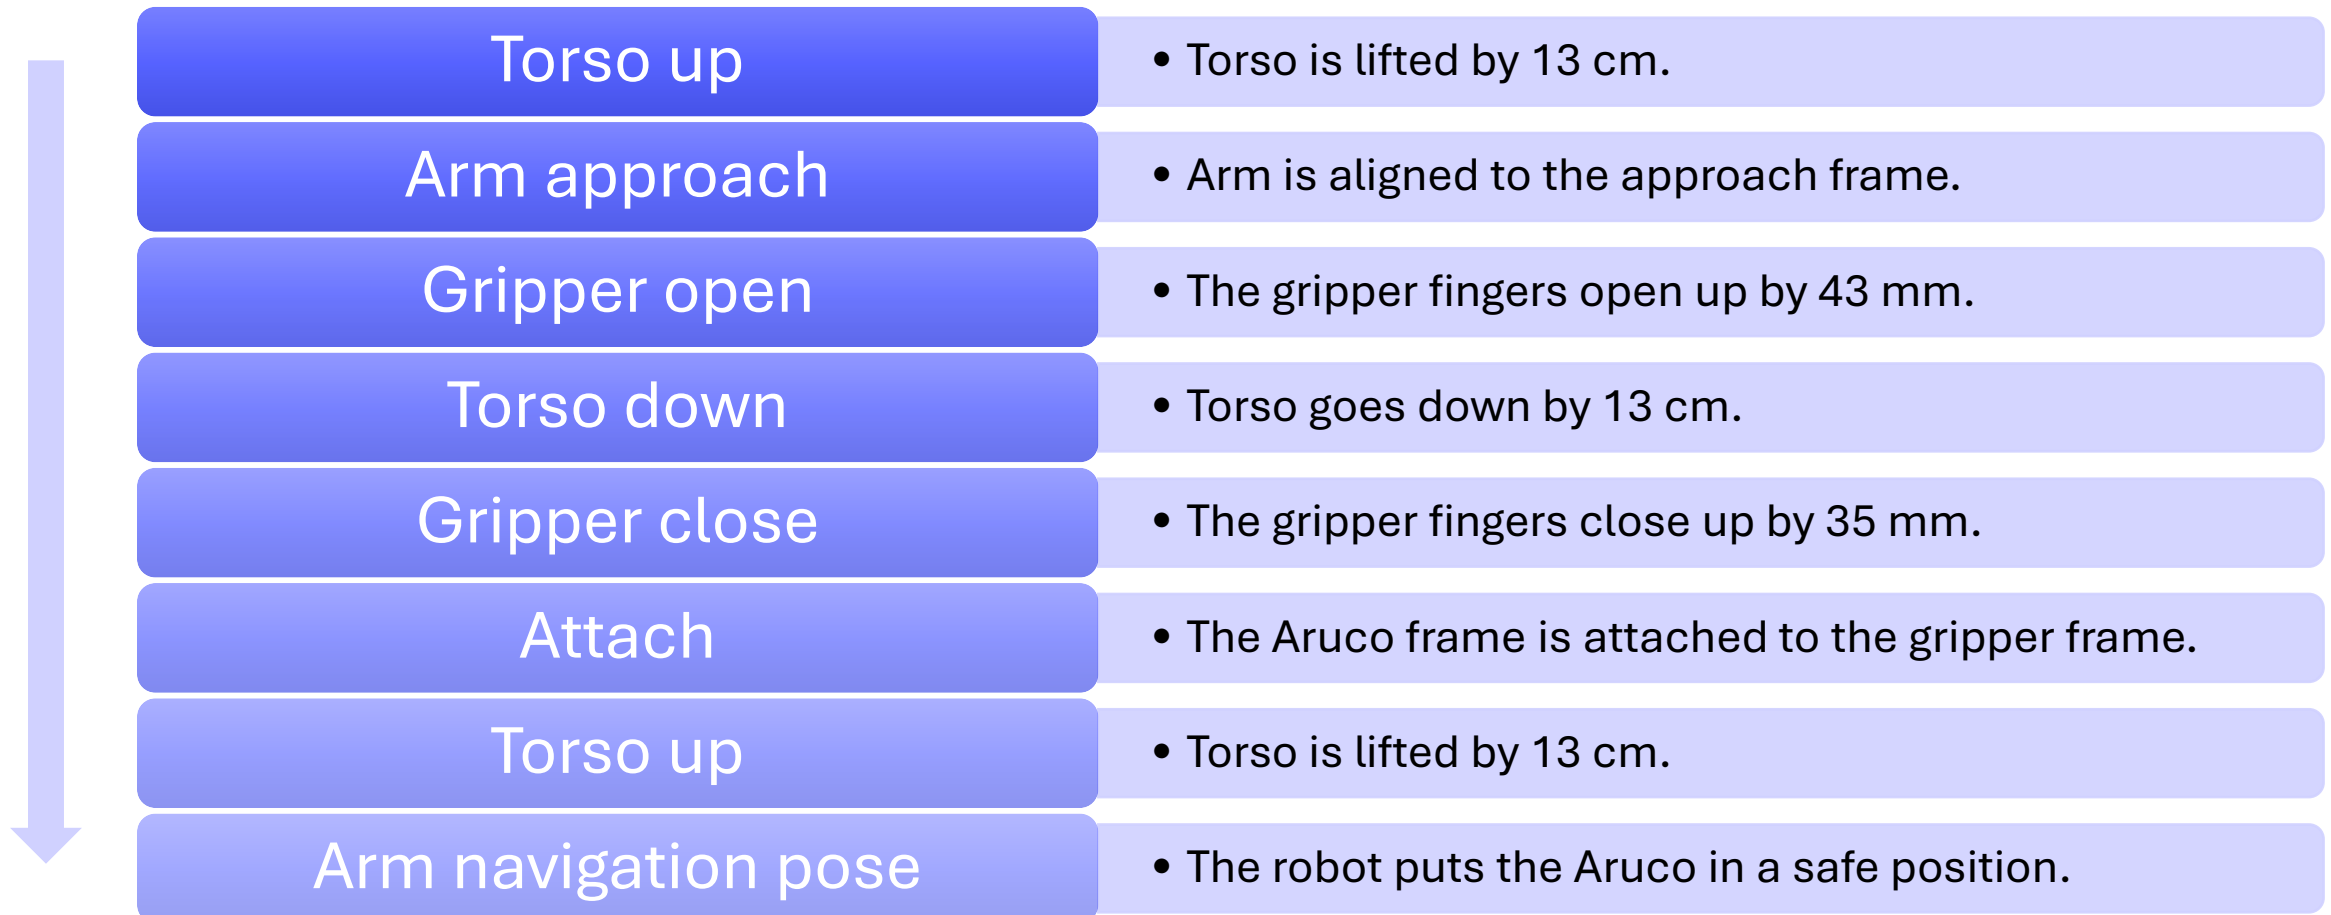 Torso up
• Torso is lifted by 13 cm.
Arm approach
• Arm is aligned to the approach frame.
Gripper open
• The gripper fingers open up by 43 mm.
Torso down
• Torso goes down by 13 cm.
Gripper close
• The gripper fingers close up by 35 mm.
Attach
• The Aruco frame is attached to the gripper frame.
Torso up
• Torso is lifted by 13 cm.
Arm navigation pose
• The robot puts the Aruco in a safe position.